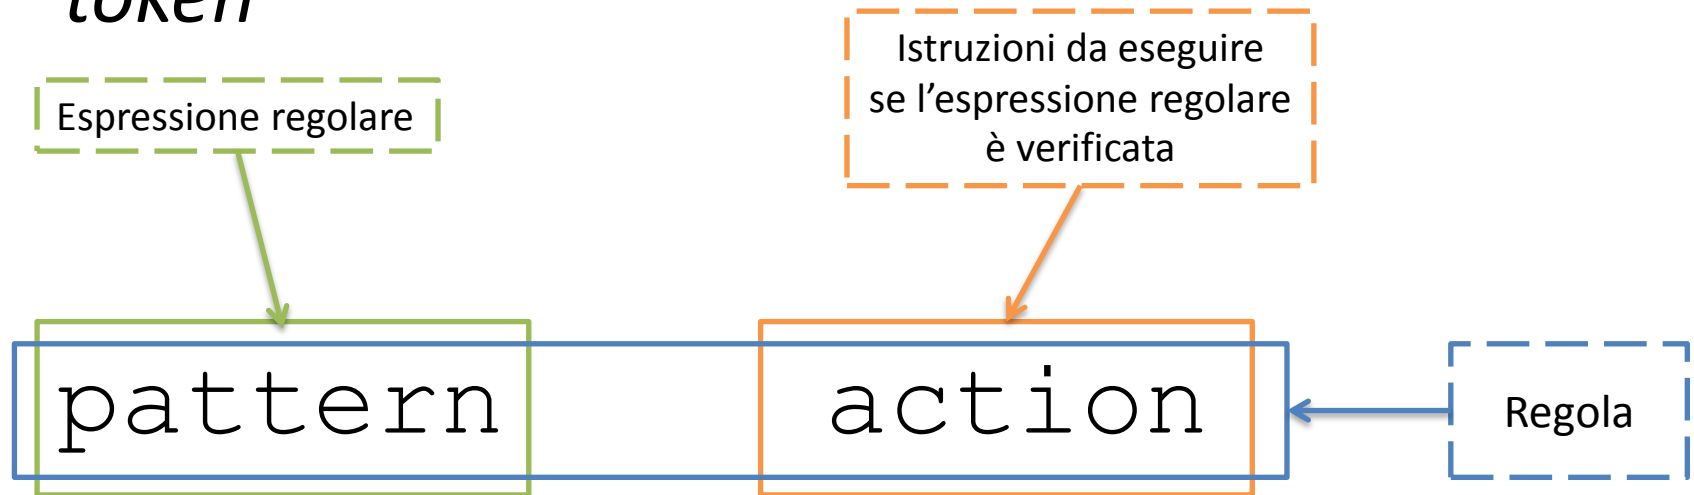 token
Espressione regolare
Istruzioni da eseguire
se l’espressione regolare
è verificata
pattern
action
Regola